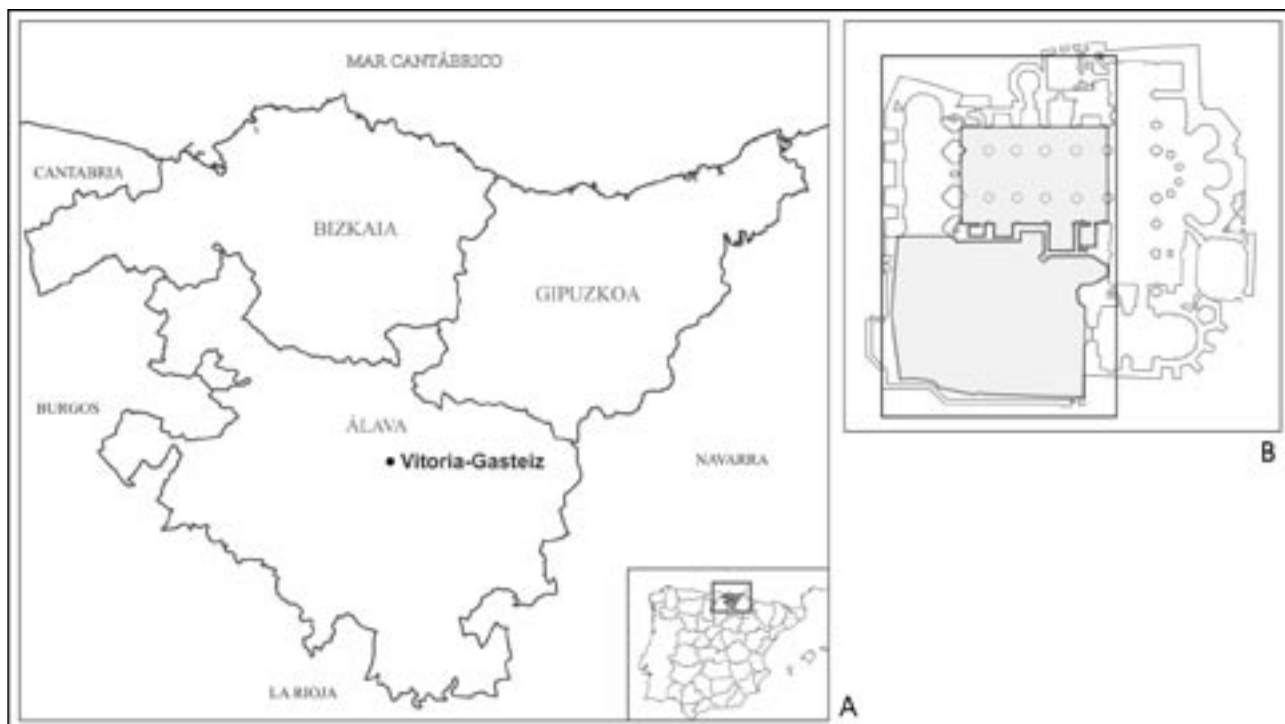 MAR CANTÁBRICO
CANTABRIA
BIZKAIA
GIPUZKOA
BURGOS
ÁLAVA
Vitoria-Gasteiz
NAVARRA
LA RIOJA
A
B